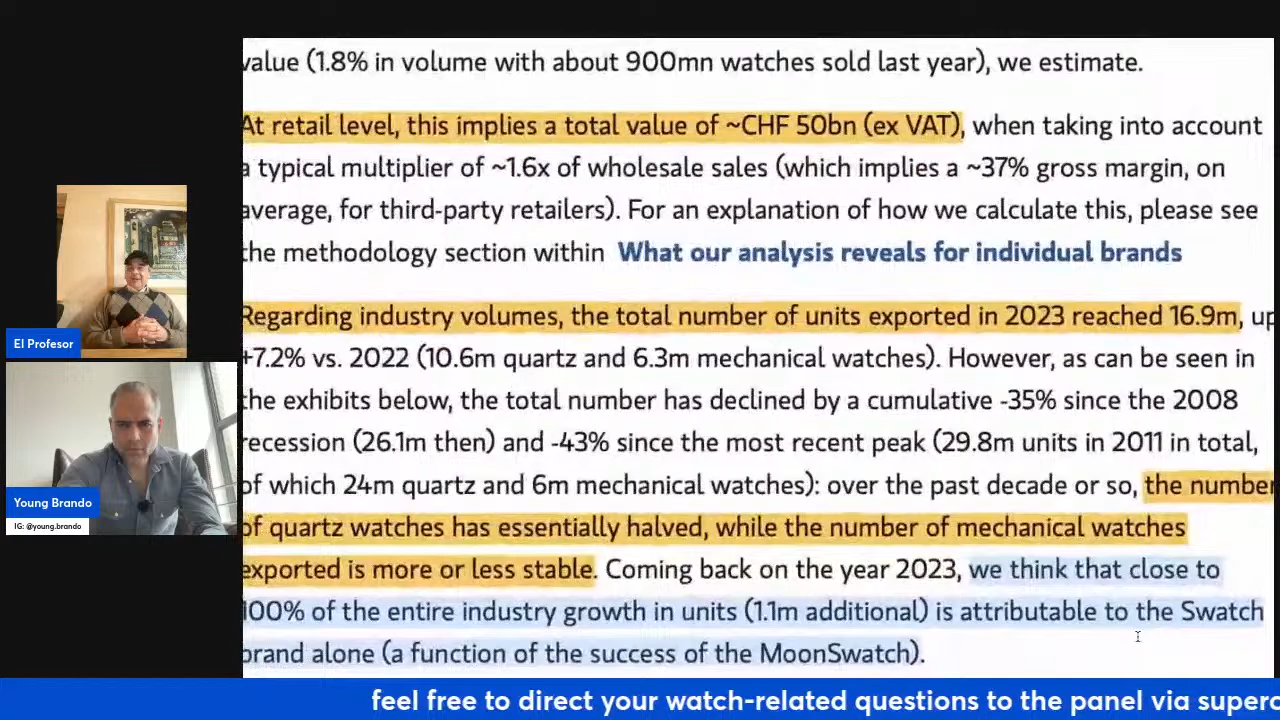 value (1.8% in volume with about 900mn watches sold last year), we estimate.
At retail level, this implies a total value of ~CHF 50bn (ex VAT), when taking into account
a typical multiplier of ~1.6x of wholesale sales (which implies a ~37% gross margin, on
average, for third-party retailers). For an explanation of how we calculate this, please see
the methodology section within What our analysis reveals for individual brands
Regarding industry volumes, the total number of units exported in 2023 reached 16.9m, up
+7.2% vs. 2022 (10.6m quartz and 6.3m mechanical watches). However, as can be seen in
the exhibits below, the total number has declined by a cumulative -35% since the 2008
recession (26.1m then) and -43% since the most recent peak (29.8m units in 2011 in total,
of which 24m quartz and 6m mechanical watches): over the past decade or so, the number
of quartz watches has essentially halved, while the number of mechanical watches
exported is more or less stable. Coming back on the year 2023, we think that close to
100% of the entire industry growth in units (1.1m additional) is attributable to the Swatch
brand alone (a function of the success of the MoonSwatch).
El Profesor
Young Brando
IG: @young.brando
feel free to direct your watch-related questions to the panel via superc